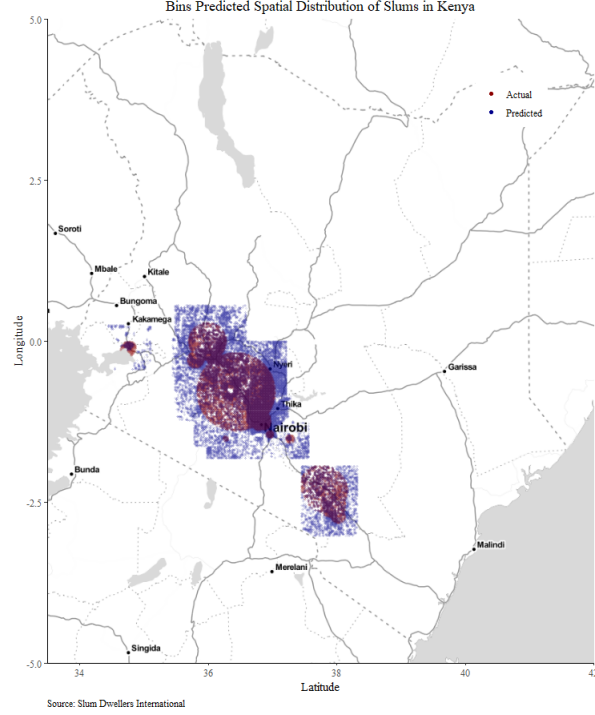 Bins Predicted Spatial Distribution of Slums in Kenya
5.0
Actual
Predicted
2.5
Soroti
Mbale
Kitale
Bungoma
Kakamega
0.0
Nyeri
Garissa
Thika
Nairobi
Longitude
Bunda
-2.5
Malindi
Merelani
Singida
-5.0
34
36
38
40
42
Latitude
Source: Slum Dwellers International